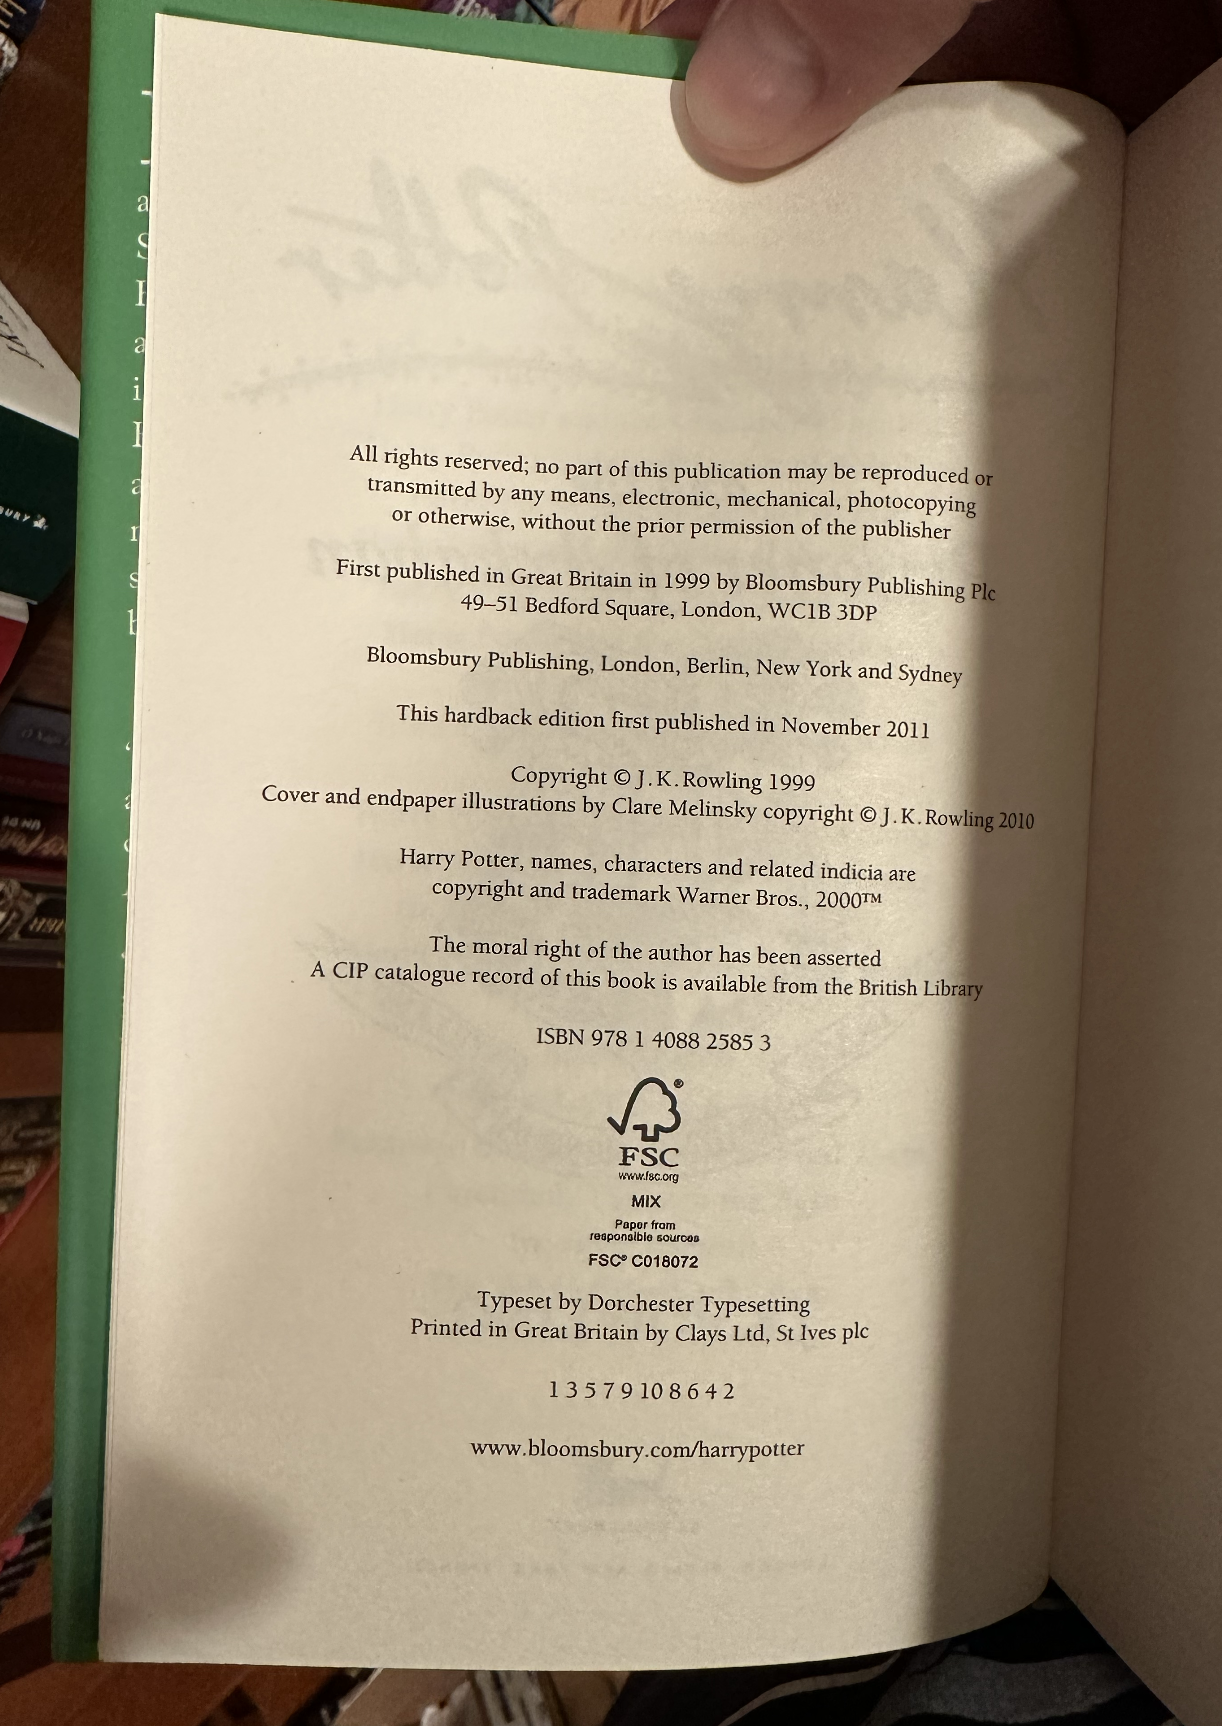 All rights reserved; no part of this publication may be reproduced or
transmitted by any means, electronic, mechanical, photocopying
or otherwise, without the prior permission of the publisher
First published in Great Britain in 1999 by Bloomsbury Publishing Plc
49–51 Bedford Square, London, WC1B 3DP
Bloomsbury Publishing, London, Berlin, New York and Sydney
This hardback edition first published in November 2011
Copyright © J.K.Rowling 1999
Cover and endpaper illustrations by Clare Melinsky copyright © J.K.Rowling 2010
Harry Potter, names, characters and related indicia are
copyright and trademark Warner Bros., 2000™
The moral right of the author has been asserted
A CIP catalogue record of this book is available from the British Library
ISBN 978 1 4088 2585 3
®
FSC
www.fsc.org
MIX
Paper from
responsible sources
FSC® C018072
Typeset by Dorchester Typesetting
Printed in Great Britain by Clays Ltd, St Ives plc
1 3 5 7 9 10 8 6 4 2
www.bloomsbury.com/harrypotter